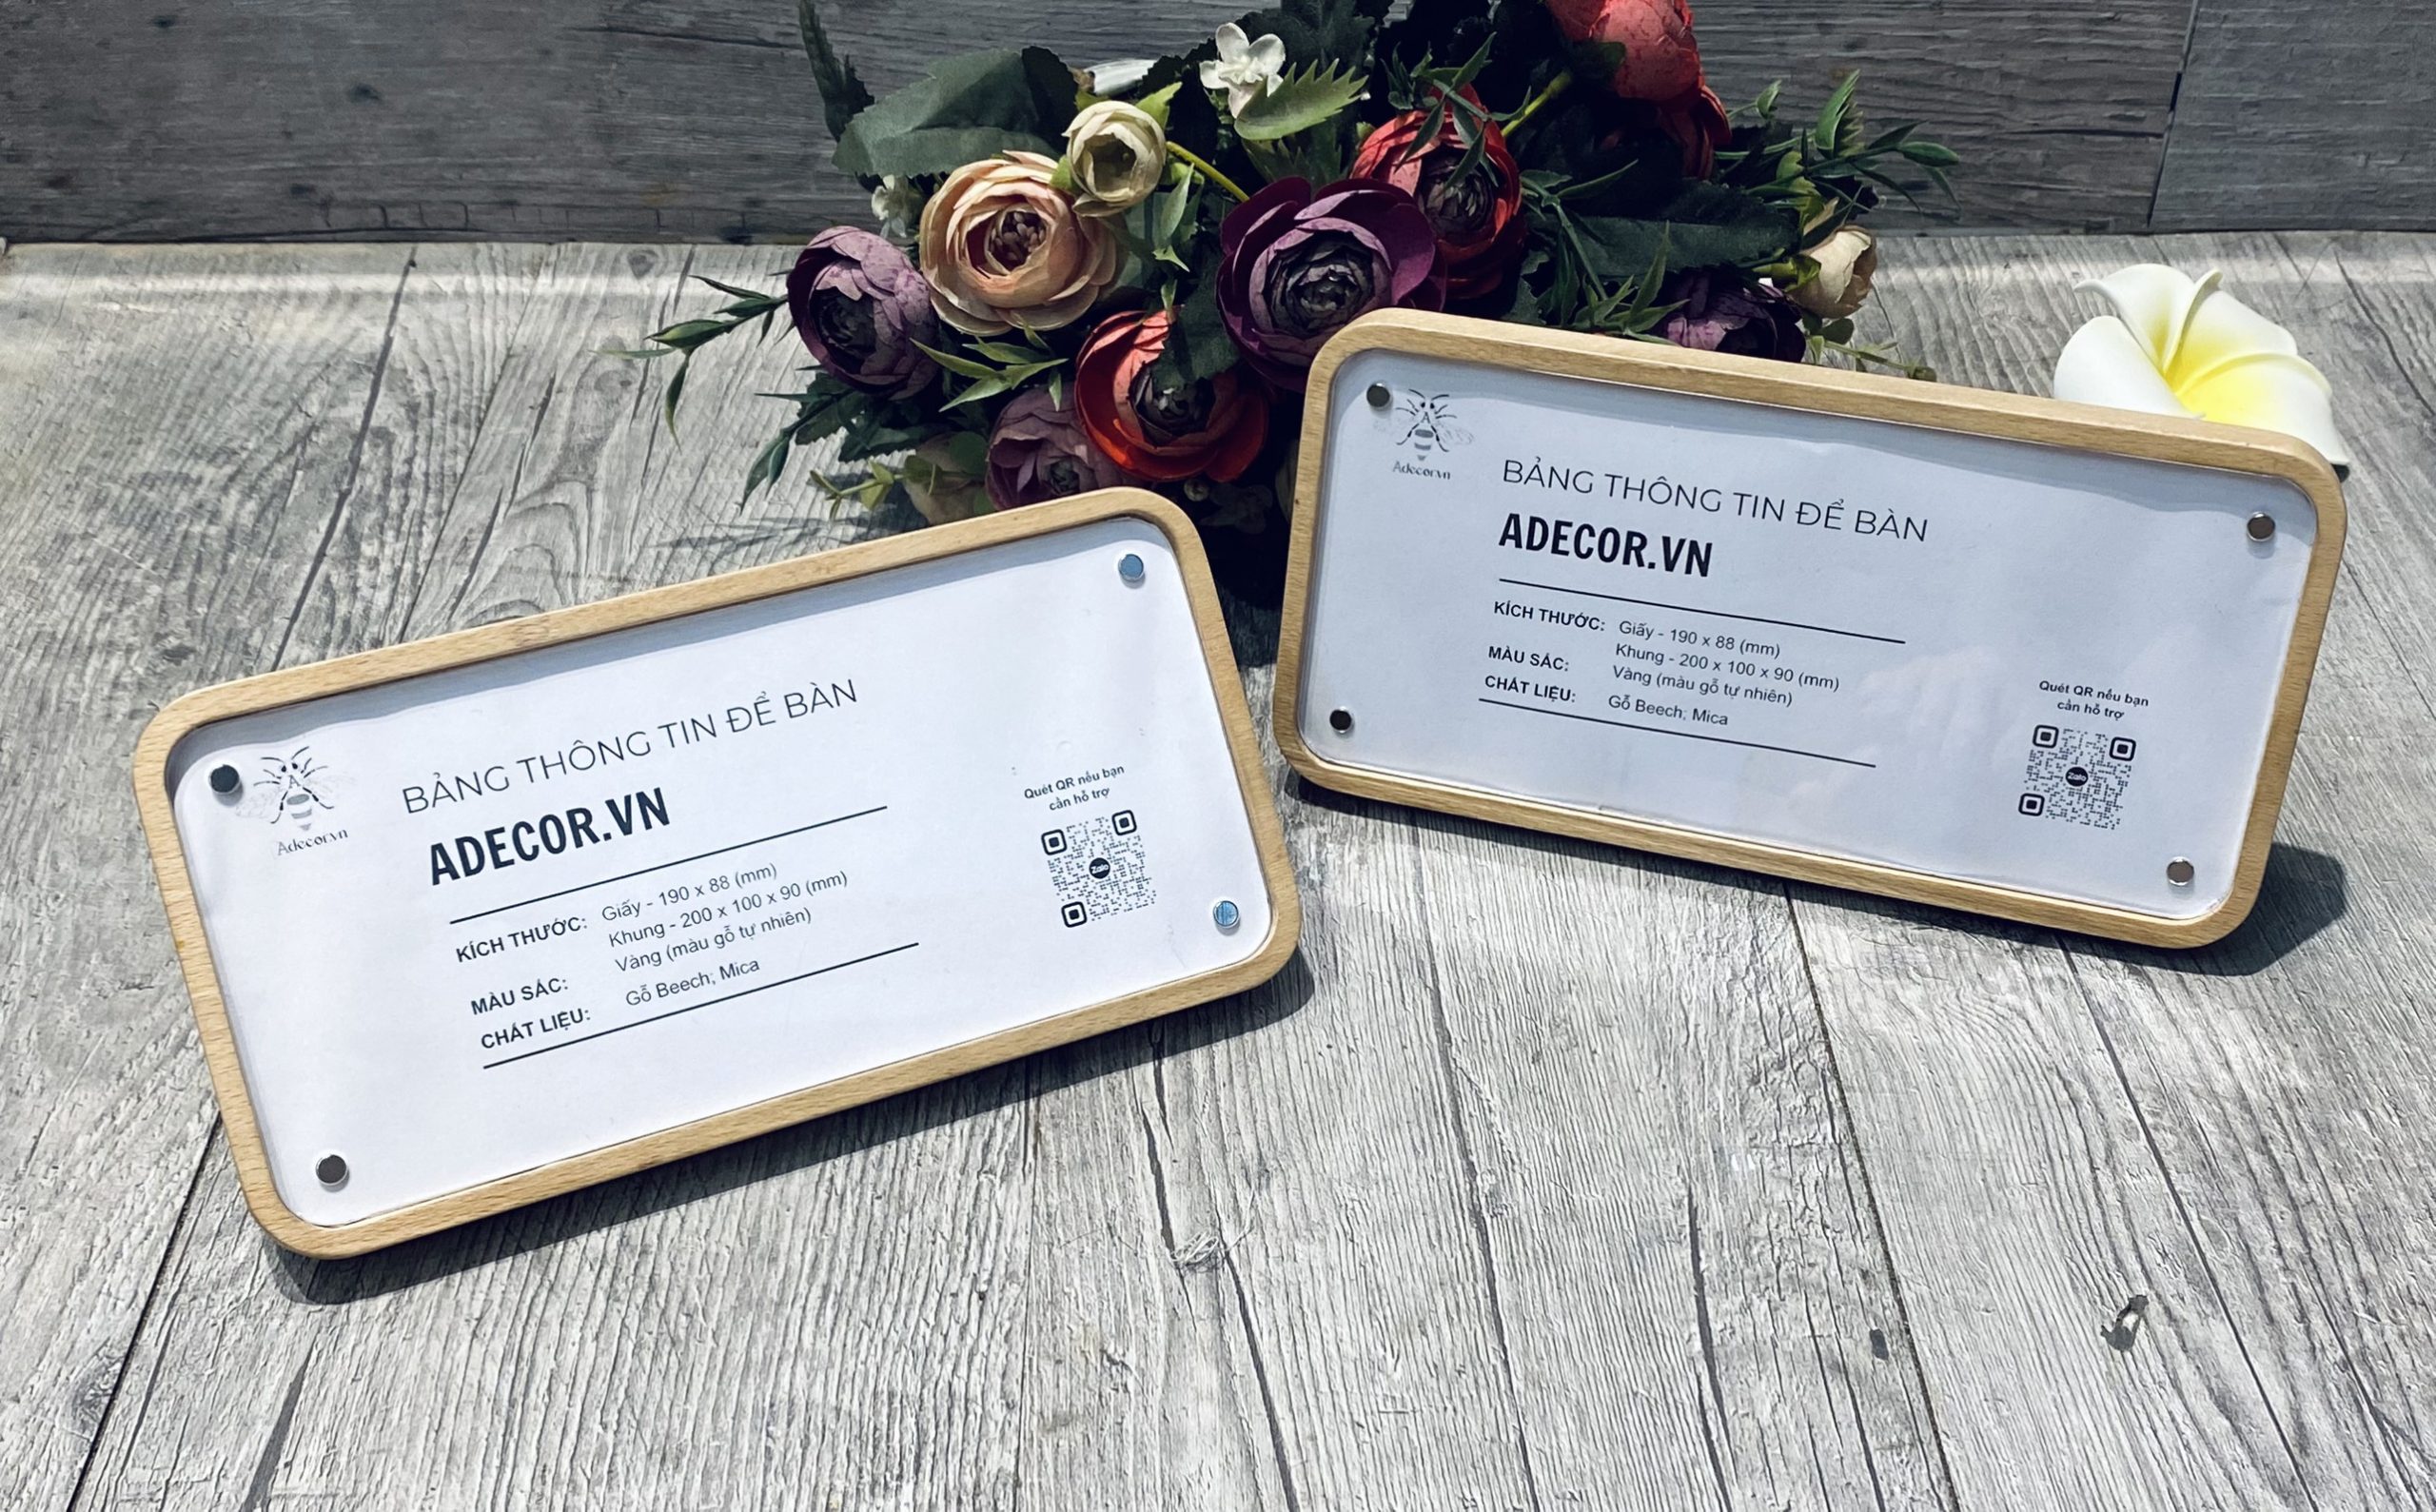 Adecor.vn
BẢNG THÔNG TIN ĐỂ BÀN
ADECOR.VN
KÍCH THƯỚC: Giấy - 190 x 88 (mm)
Khung - 200 x 100 x 90 (mm)
MÀU SẮC: Vàng (màu gỗ tự nhiên)
CHẤT LIỆU: Gỗ Beech; Mica
Quét QR nếu bạn
cần hỗ trợ
Zalo
Adecor.vn
BẢNG THÔNG TIN ĐỂ BÀN
ADECOR.VN
KÍCH THƯỚC: Giấy - 190 x 88 (mm)
Khung - 200 x 100 x 90 (mm)
MÀU SẮC: Vàng (màu gỗ tự nhiên)
CHẤT LIỆU: Gỗ Beech; Mica
Quét QR nếu bạn
cần hỗ trợ
Zalo